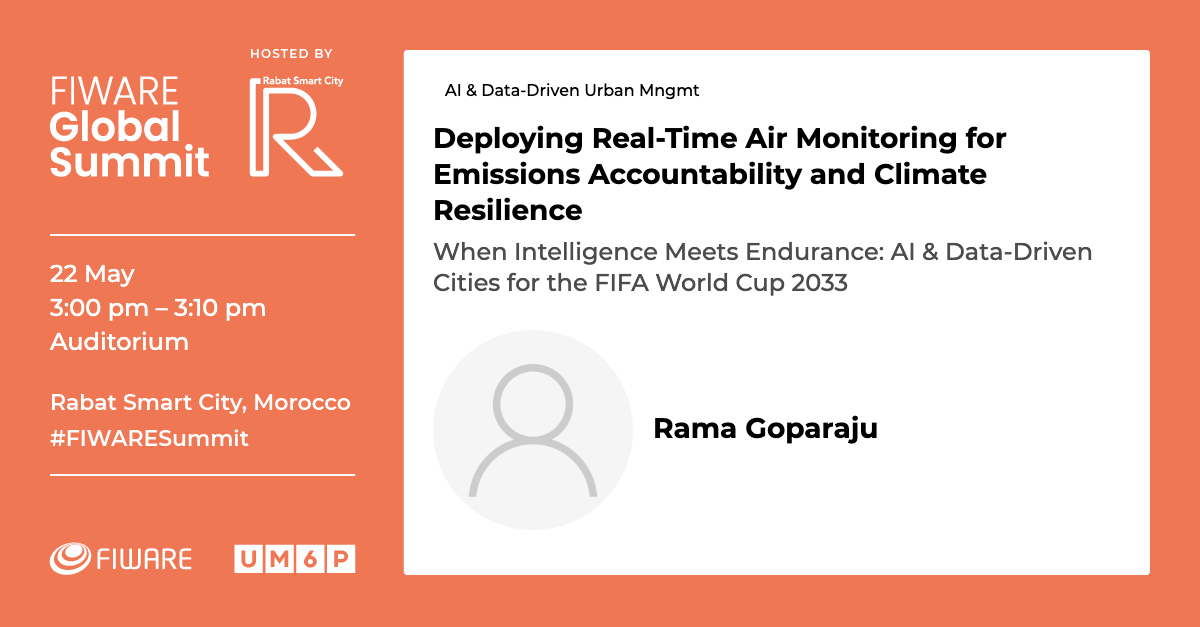 FIWARE
Global
Summit
HOSTED BY
Rabat Smart City
R
22 May
3:00 pm – 3:10 pm
Auditorium
Rabat Smart City, Morocco
#FIWARESummit
FIWARE
UM6P
AI & Data-Driven Urban Mngmt
Deploying Real-Time Air Monitoring for
Emissions Accountability and Climate
Resilience
When Intelligence Meets Endurance: AI & Data-Driven
Cities for the FIFA World Cup 2033
Rama Goparaju